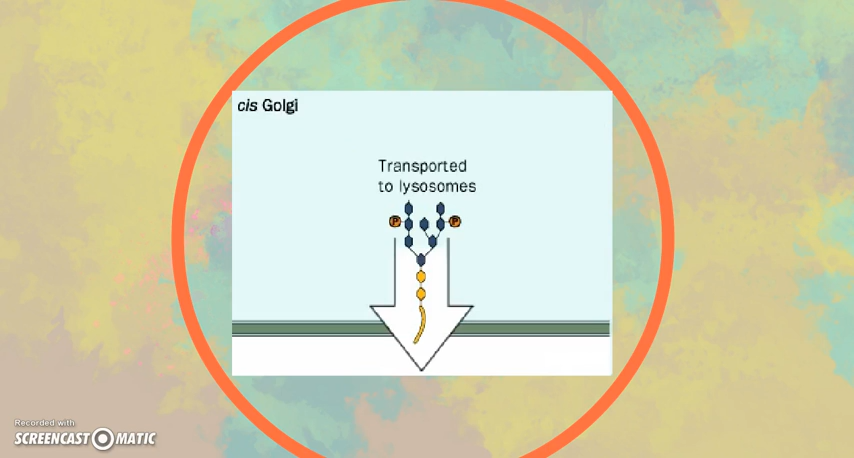 cis Golgi
Transported
to lysosomes
P P
Recorded with
SCREENCAST O MATIC